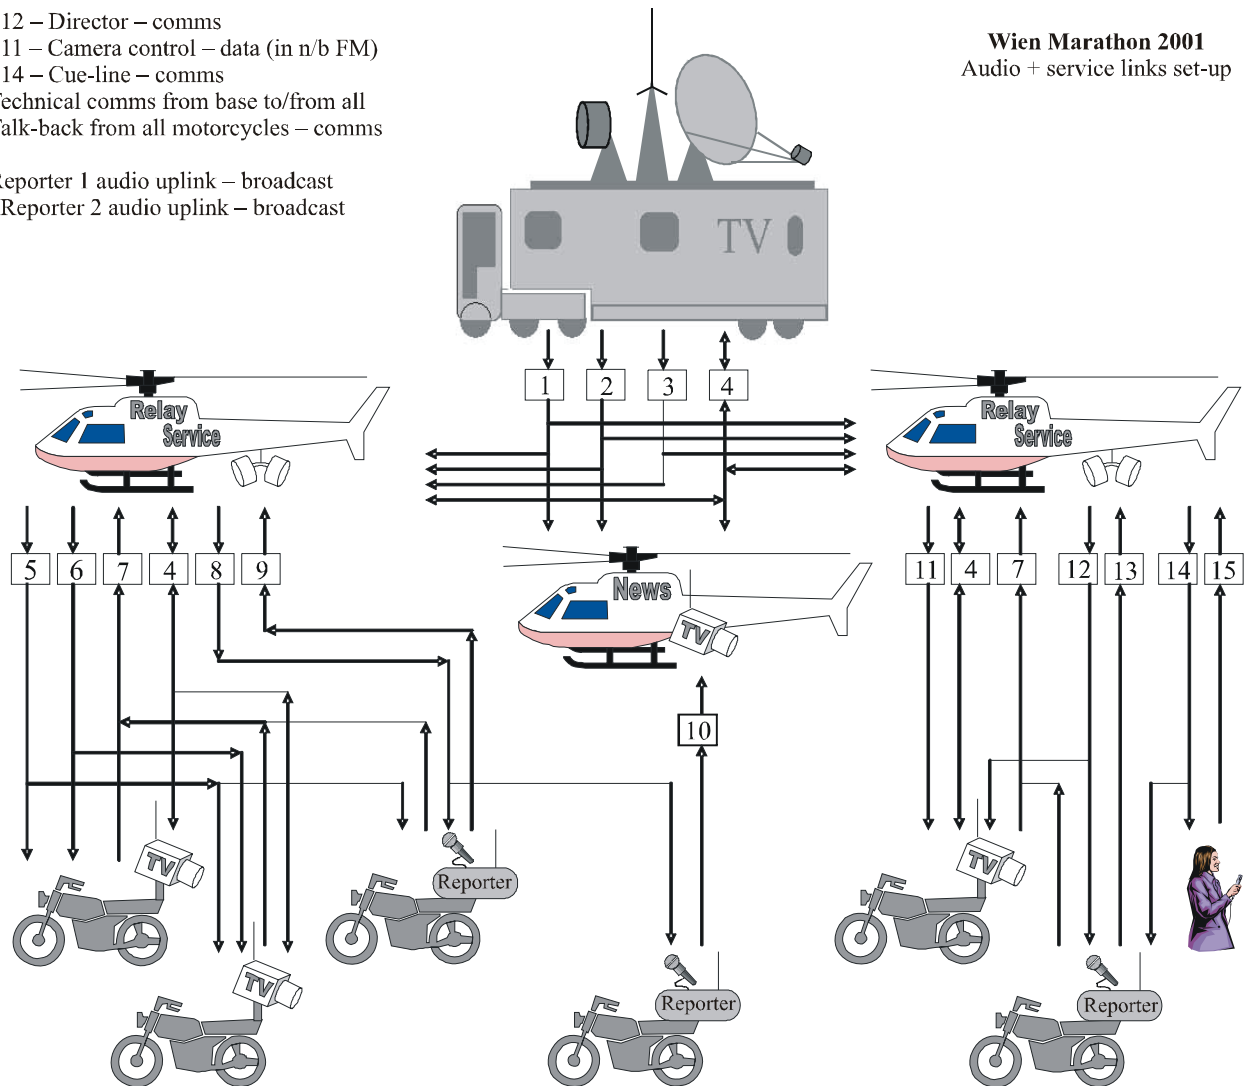 12 – Director – comms
11 – Camera control – data (in n/b FM)
14 – Cue-line – comms
echnical comms from base to/from all
alk-back from all motorcycles – comms
eporter 1 audio uplink – broadcast
Reporter 2 audio uplink – broadcast
Wien Marathon 2001
Audio + service links set-up
TV
1 2 3 4
Relay
Service
Relay
Service
5 6 7 4 8 9
11 4 7 12 13 14 15
News
TV
10
TV
Reporter
TV
TV
Reporter
Reporter